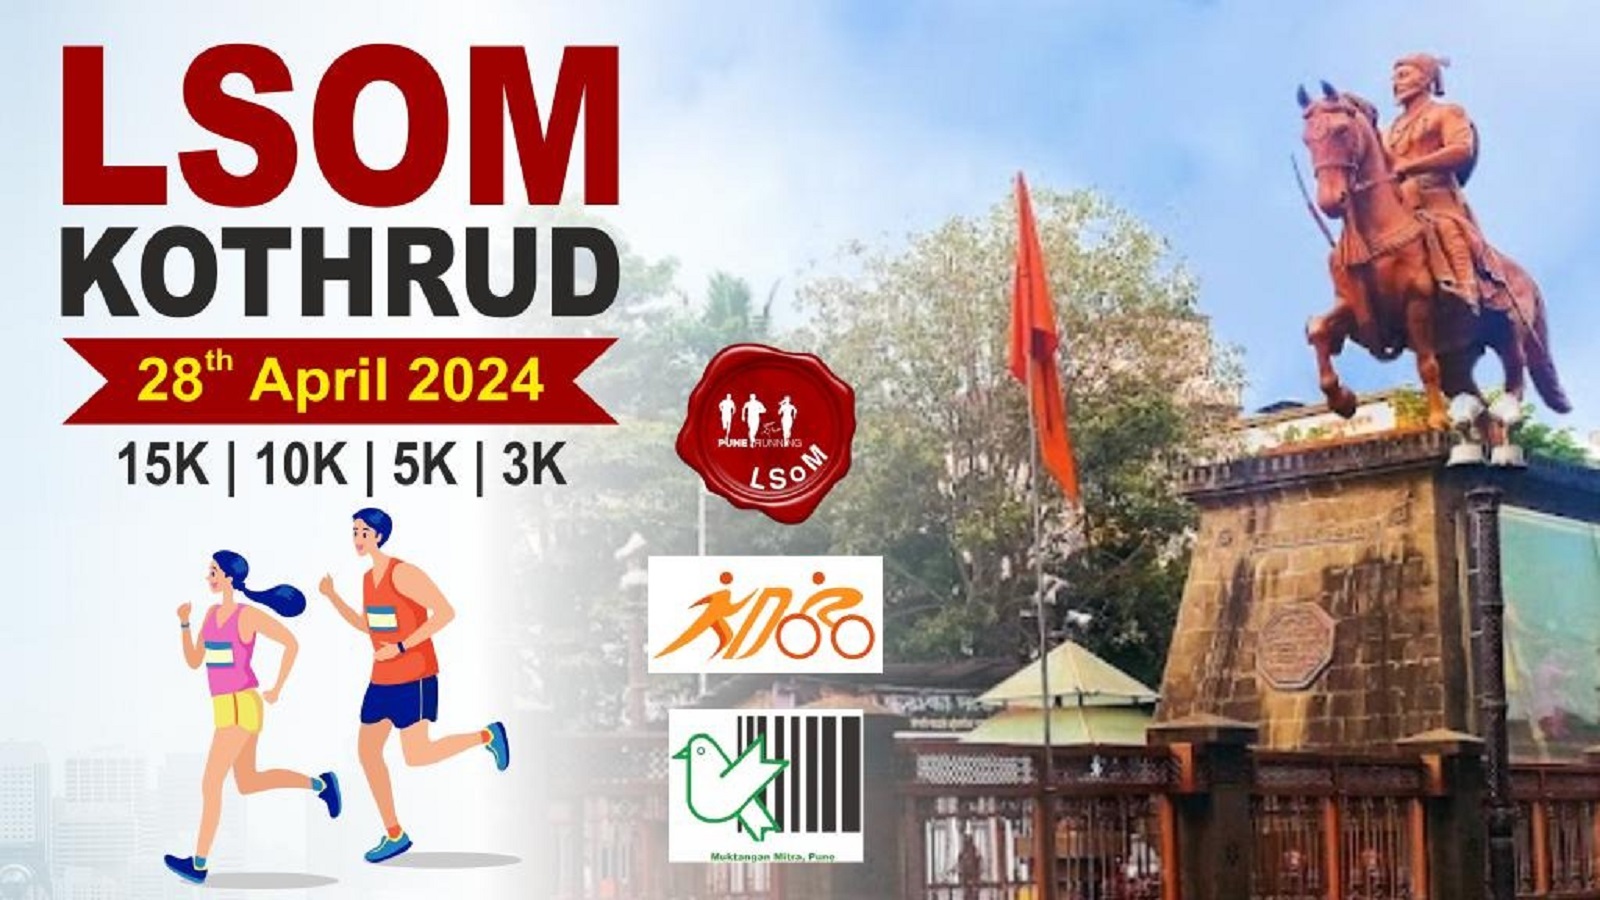 LSOM
KOTHRUD
28th April 2024
15K | 10K | 5K | 3K
PUNE RUNNING
LSoM
Muktangan Mitra, Pune